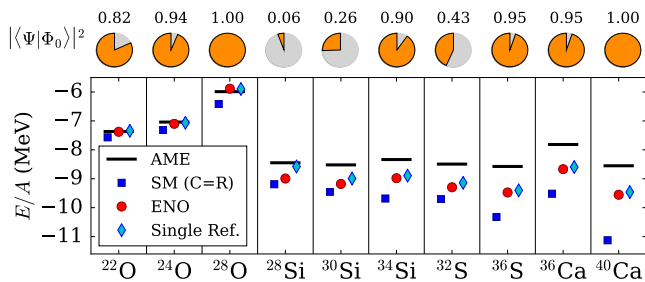 0.82 0.94 1.00 0.06 0.26 0.90 0.43 0.95 0.95 1.00
|⟨Ψ|Φ₀⟩|²
−6
−7
−8
−9
−10
−11
E/A (MeV)
AME
SM (C=R)
ENO
Single Ref.
²²O ²⁴O ²⁸O ²⁸Si ³⁰Si ³⁴Si ³²S ³⁶S ³⁶Ca ⁴⁰Ca